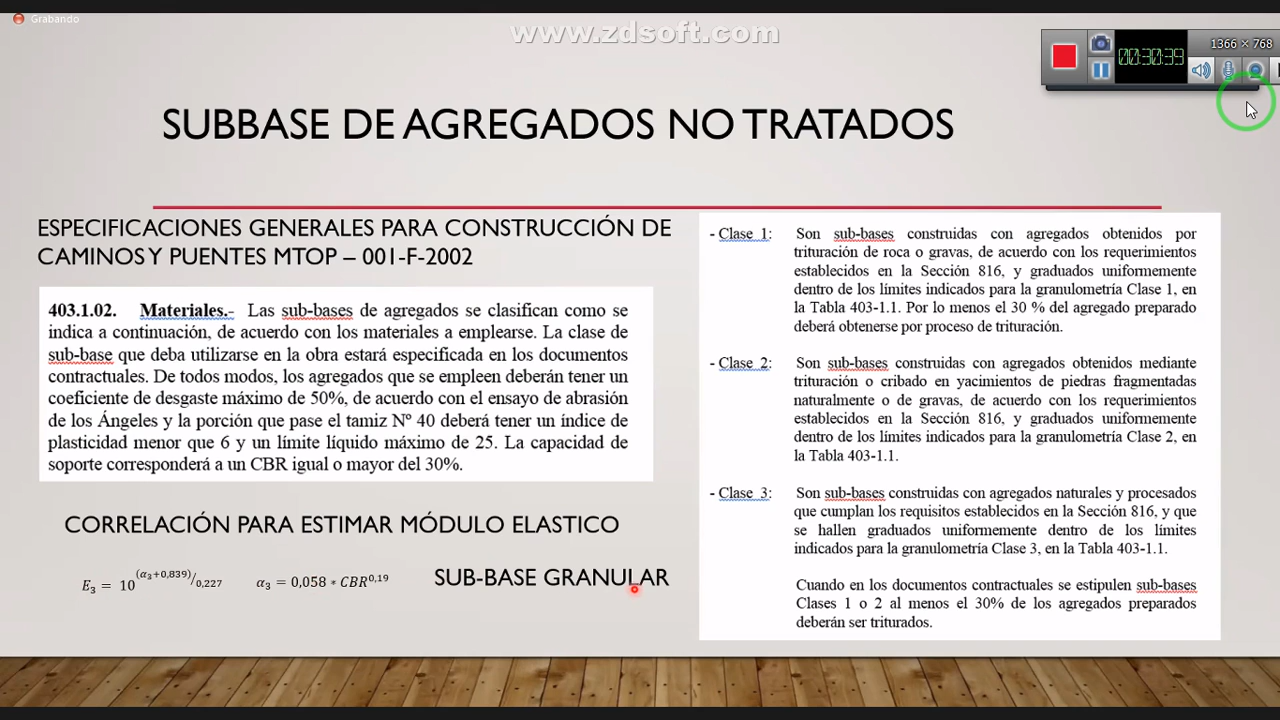 Grabando
www.zdsoft.com
1366 × 768
00:30:39
SUBBASE DE AGREGADOS NO TRATADOS
ESPECIFICACIONES GENERALES PARA CONSTRUCCIÓN DE
CAMINOS Y PUENTES MTOP – 001-F-2002
403.1.02. Materiales.- Las sub-bases de agregados se clasifican como se
indica a continuación, de acuerdo con los materiales a emplearse. La clase de
sub-base que deba utilizarse en la obra estará especificada en los documentos
contractuales. De todos modos, los agregados que se empleen deberán tener un
coeficiente de desgaste máximo de 50%, de acuerdo con el ensayo de abrasión
de los Ángeles y la porción que pase el tamiz Nº 40 deberá tener un índice de
plasticidad menor que 6 y un límite líquido máximo de 25. La capacidad de
soporte corresponderá a un CBR igual o mayor del 30%.
CORRELACIÓN PARA ESTIMAR MÓDULO ELASTICO
E₃ = 10^(α₃+0,839)/0,227 α₃ = 0,058 * CBR^0,19 SUB-BASE GRANULAR
- Clase 1: Son sub-bases construidas con agregados obtenidos por
trituración de roca o gravas, de acuerdo con los requerimientos
establecidos en la Sección 816, y graduados uniformemente
dentro de los límites indicados para la granulometría Clase 1, en
la Tabla 403-1.1. Por lo menos el 30 % del agregado preparado
deberá obtenerse por proceso de trituración.
- Clase 2: Son sub-bases construidas con agregados obtenidos mediante
trituración o cribado en yacimientos de piedras fragmentadas
naturalmente o de gravas, de acuerdo con los requerimientos
establecidos en la Sección 816, y graduados uniformemente
dentro de los límites indicados para la granulometría Clase 2, en
la Tabla 403-1.1.
- Clase 3: Son sub-bases construidas con agregados naturales y procesados
que cumplan los requisitos establecidos en la Sección 816, y que
se hallen graduados uniformemente dentro de los límites
indicados para la granulometría Clase 3, en la Tabla 403-1.1.
Cuando en los documentos contractuales se estipulen sub-bases
Clases 1 o 2 al menos el 30% de los agregados preparados
deberán ser triturados.